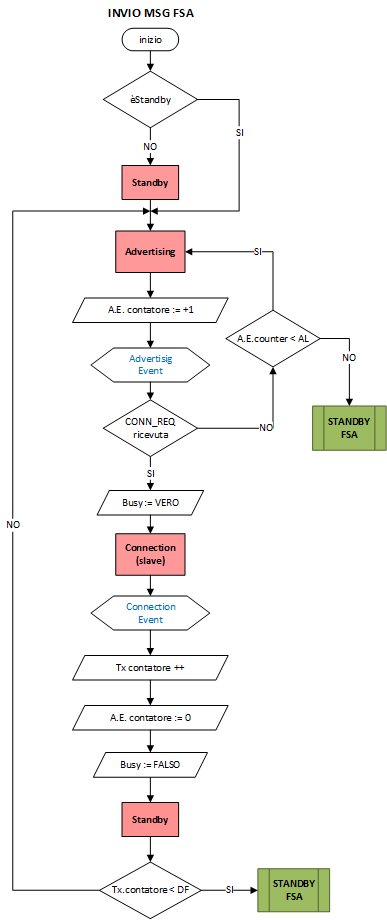 INVIO MSG FSA
inizio
èStandby
SI
NO
Standby
Advertising
SI
A.E. contatore := +1
A.E.counter < AL
Advertisig
Event
NO
CONN_REQ
ricevuta
NO
STANDBY
FSA
SI
Busy := VERO
NO
Connection
(slave)
Connection
Event
Tx contatore ++
A.E. contatore := 0
Busy := FALSO
Standby
Tx.contatore < DF
SI
STANDBY
FSA